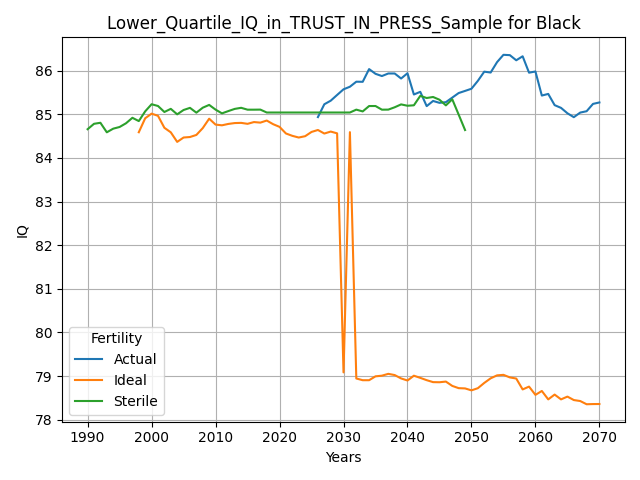 Lower_Quartile_IQ_in_TRUST_IN_PRESS_Sample for Black
IQ
86
85
84
83
82
81
80
79
78
Fertility
Actual
Ideal
Sterile
1990 2000 2010 2020 2030 2040 2050 2060 2070
Years